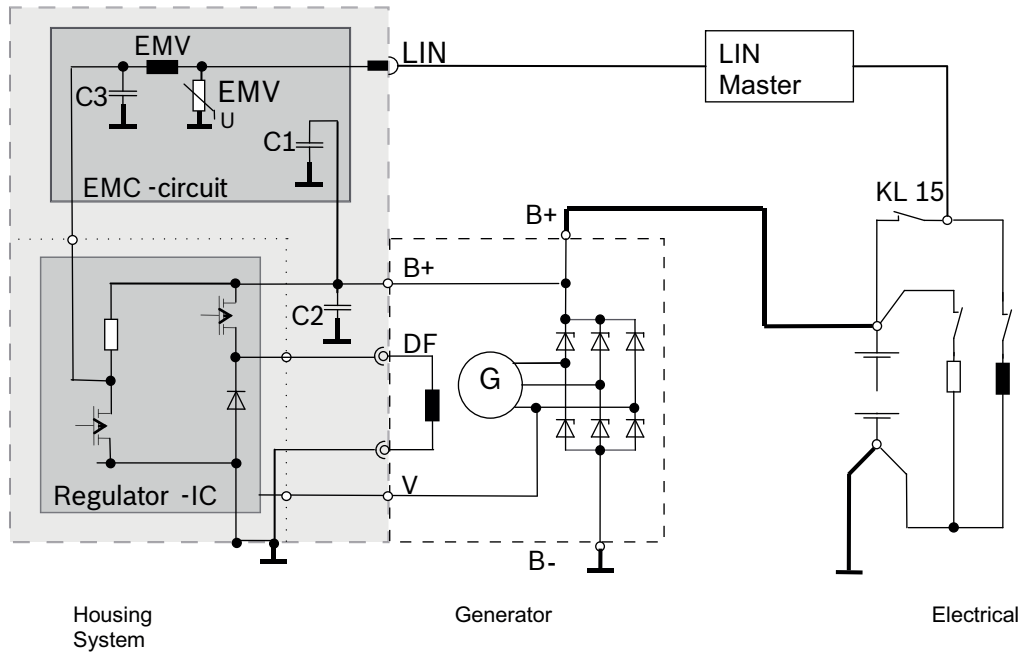 EMV
LIN
LIN
Master
C3
EMV
U
C1
EMC -circuit
KL 15
B+
B+
C2
DF
G
Regulator -IC
V
B-
Housing
System
Generator
Electrical